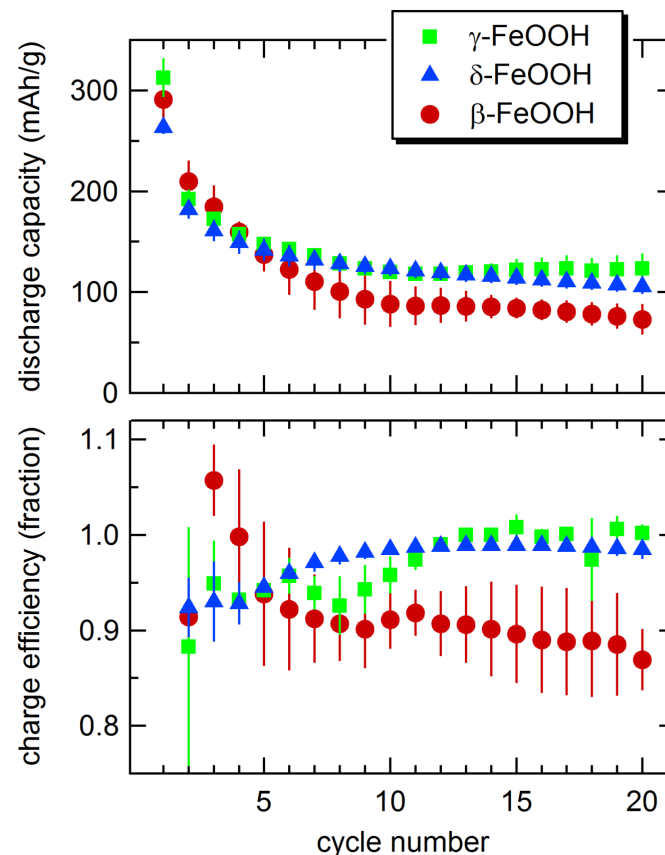 γ-FeOOH
δ-FeOOH
β-FeOOH
discharge capacity (mAh/g)
300
200
100
0
charge efficiency (fraction)
1.1
1.0
0.9
0.8
5
10
15
20
cycle number